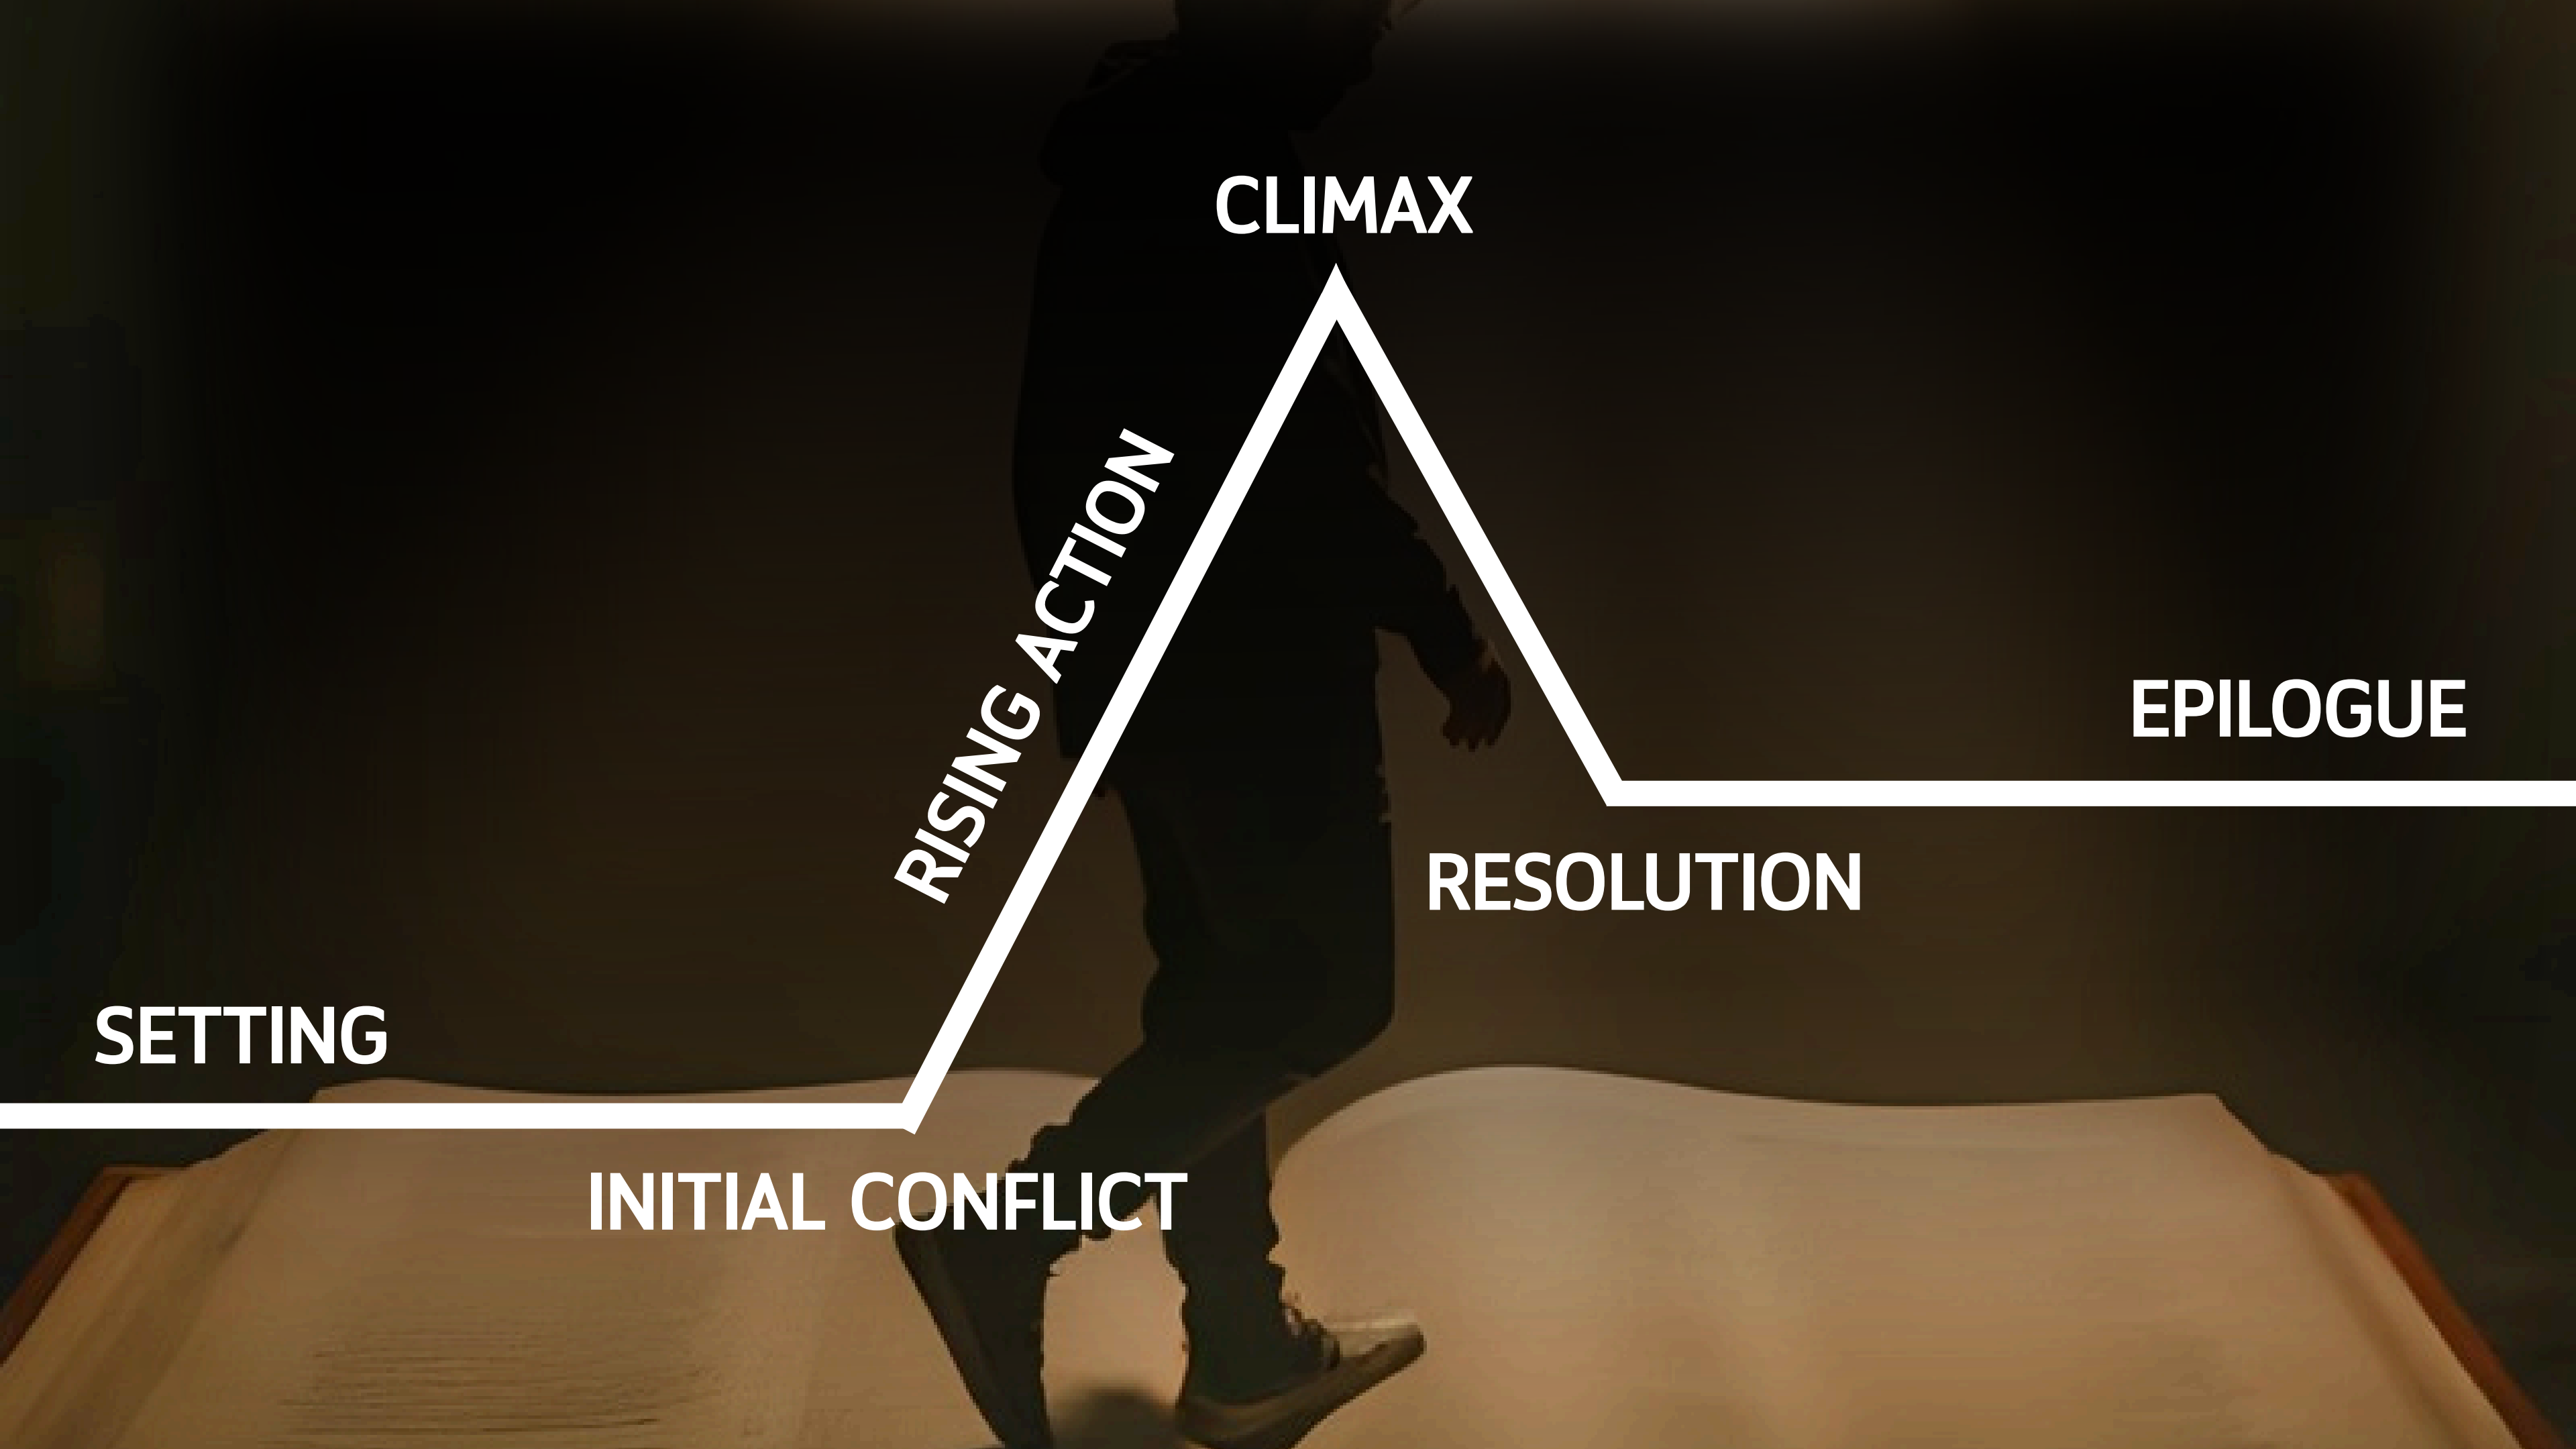 CLIMAX
RISING ACTION
EPILOGUE
RESOLUTION
SETTING
INITIAL CONFLICT